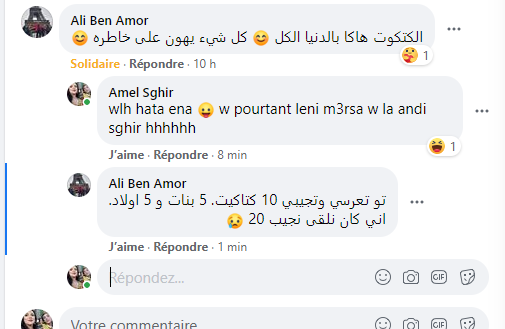 Ali Ben Amor
الكتكوت هاكا بالدنيا الكل 😊 كل شيء يهون على خاطره 😊
1
Solidaire · Répondre · 10 h
Amel Sghir
wlh hata ena 😛 w pourtant leni m3rsa w la andi
sghir hhhhhh
1
J'aime · Répondre · 8 min
Ali Ben Amor
تو تعرسي وتجيبي 10 كتاكيت. 5 بنات و 5 اولاد.
اني كان نلقى نجيب 20 😢
J'aime · Répondre · 1 min
Répondez...
GIF
Votre commentaire
GIF